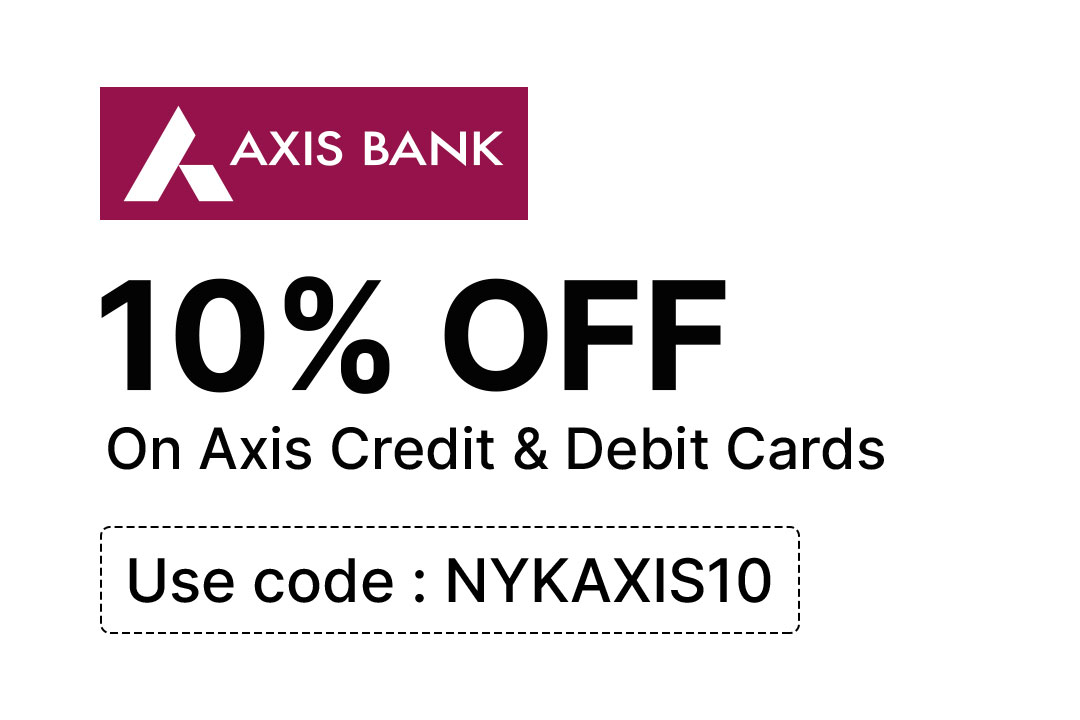 AXIS BANK
10% OFF
On Axis Credit & Debit Cards
Use code : NYKAXIS10